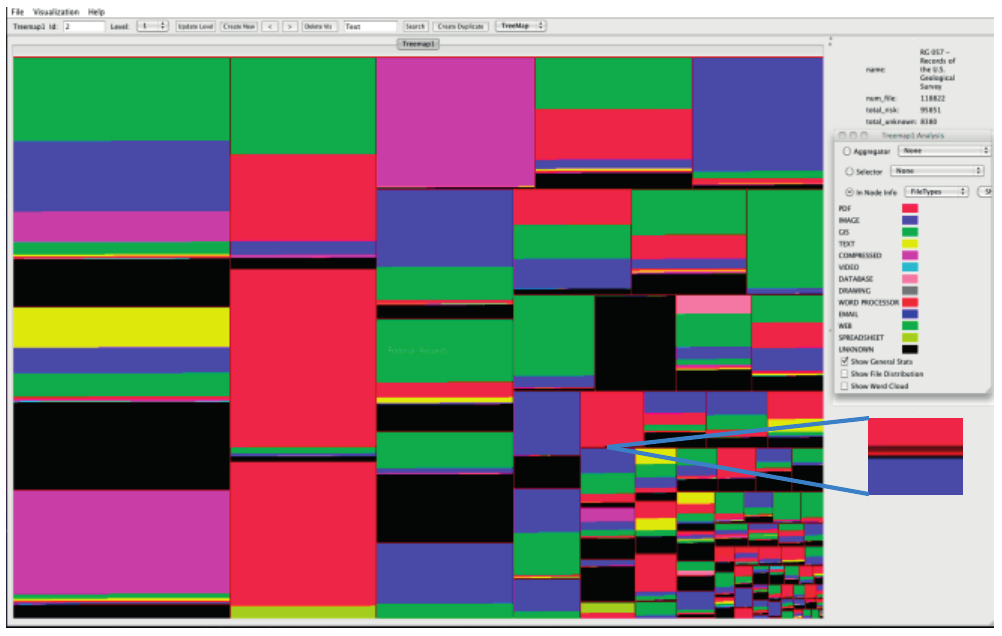 File Visualization Help
Treemap1 Id: 2 Level: -1 Update Level Create New < > Delete Vis Text Search Create Duplicate TreeMap
Treemap1
name: RG 057 -
Records of
the U.S.
Geological
Survey
num_file: 118822
total_risk: 95851
total_unknown: 8380
Treemap1 Analysis
Aggregator None
Selector None
In Node Info FileTypes
PDF
IMAGE
GIS
TEXT
COMPRESSED
VIDEO
DATABASE
DRAWING
WORD PROCESSOR
EMAIL
WEB
SPREADSHEET
UNKNOWN
Show General Stats
Show File Distribution
Show Word Cloud
Federal Records